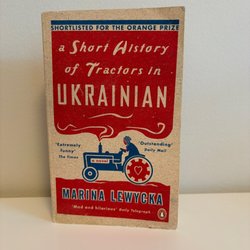 SHORTLISTED FOR THE ORANGE PRIZE
a Short History
of Tractors in
UKRAINIAN
'Extremely
funny'
The Times
'Outstanding'
Daily Mail
MARINA LEWYCKA
'Mad and hilarious' Daily Telegraph